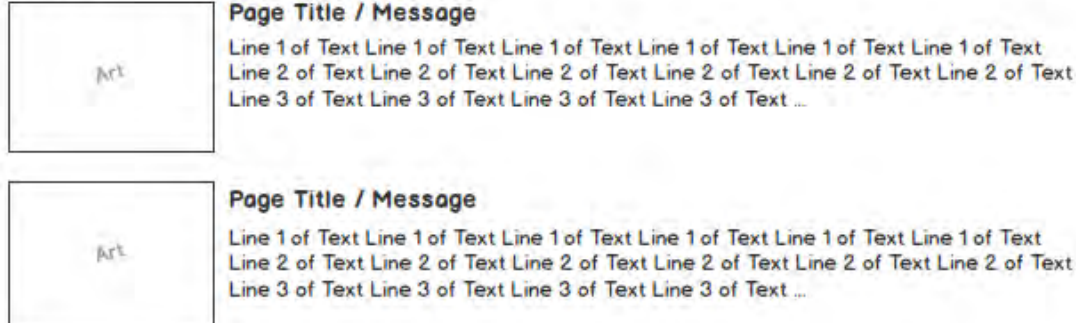 Page Title / Message
Line 1 of Text Line 1 of Text Line 1 of Text Line 1 of Text Line 1 of Text Line 1 of Text
Art
Line 2 of Text Line 2 of Text Line 2 of Text Line 2 of Text Line 2 of Text Line 2 of Text
Line 3 of Text Line 3 of Text Line 3 of Text Line 3 of Text ...
Page Title / Message
Line 1 of Text Line 1 of Text Line 1 of Text Line 1 of Text Line 1 of Text Line 1 of Text
Art
Line 2 of Text Line 2 of Text Line 2 of Text Line 2 of Text Line 2 of Text Line 2 of Text
Line 3 of Text Line 3 of Text Line 3 of Text Line 3 of Text ...